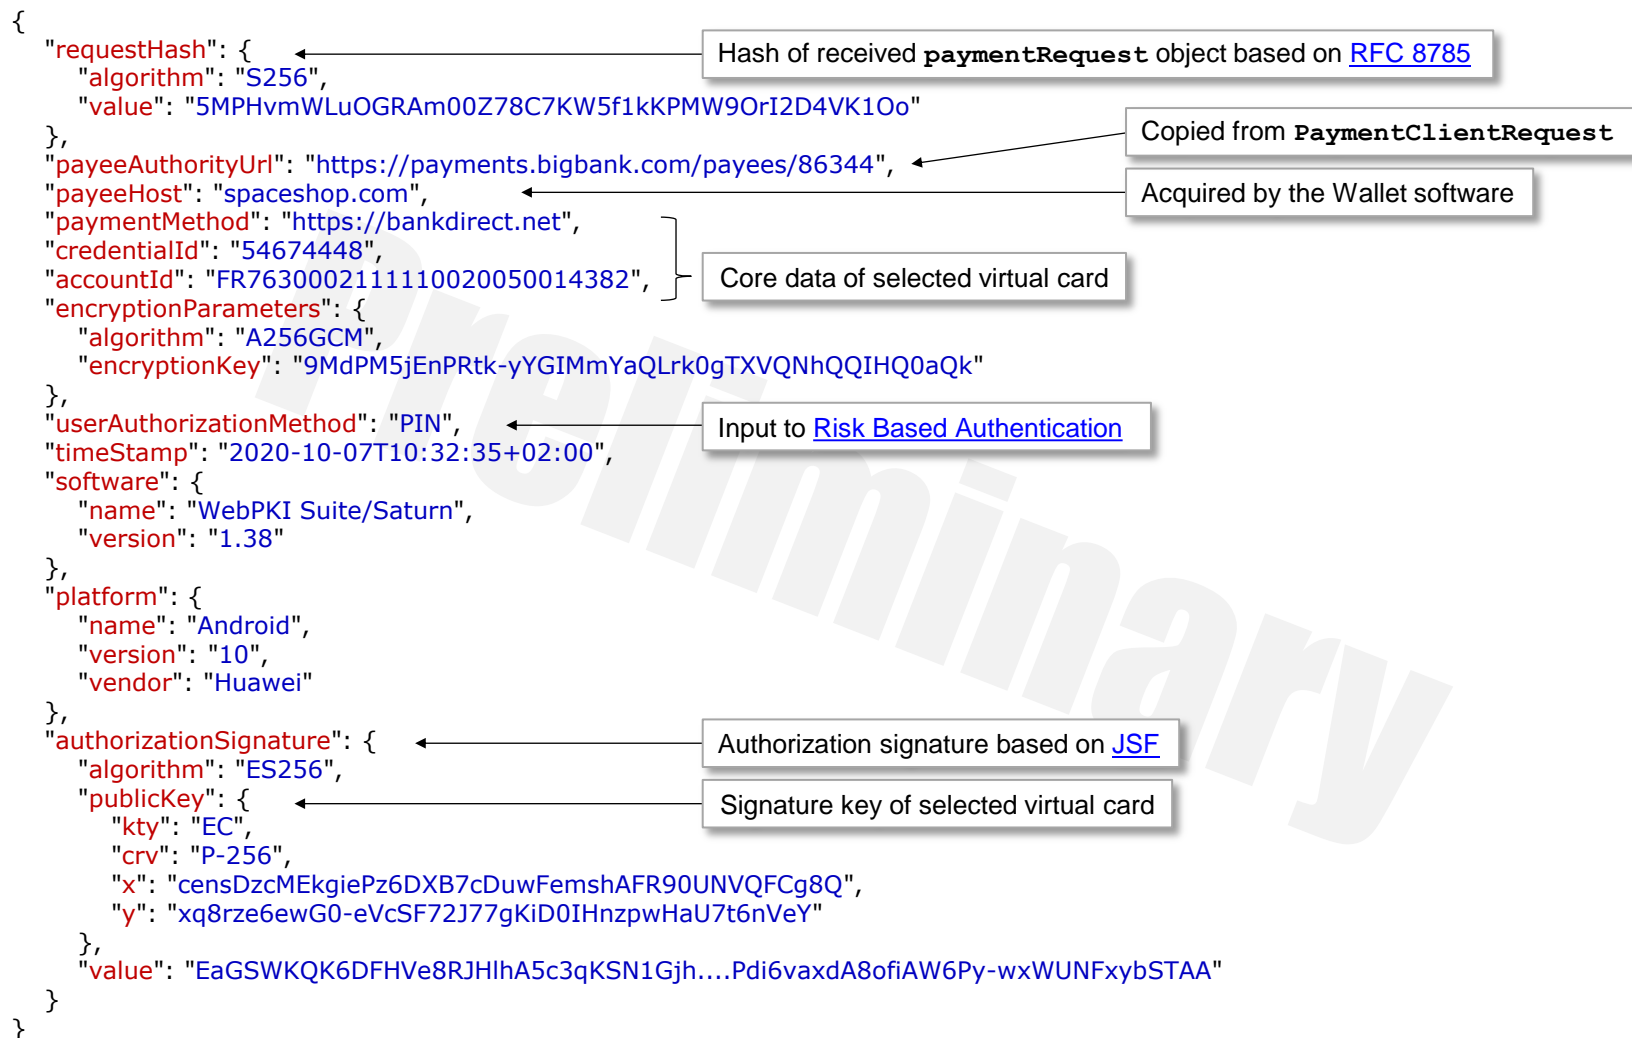 {
"requestHash": {
Hash of received paymentRequest object based on RFC 8785
"algorithm": "S256",
"value": "5MPHvmWLuOGRAm00Z78C7KW5f1kKPMW9OrI2D4VK1Oo"
},
Copied from PaymentClientRequest
"payeeAuthorityUrl": "https://payments.bigbank.com/payees/86344",
"payeeHost": "spaceshop.com",
Acquired by the Wallet software
"paymentMethod": "https://bankdirect.net",
"credentialId": "54674448",
"accountId": "FR7630002111110020050014382",
Core data of selected virtual card
"encryptionParameters": {
"algorithm": "A256GCM",
"encryptionKey": "9MdPM5jEnPRtk-yYGIMmYaQLrk0gTXVQNhQQIHQ0aQk"
},
"userAuthorizationMethod": "PIN",
Input to Risk Based Authentication
"timeStamp": "2020-10-07T10:32:35+02:00",
"software": {
"name": "WebPKI Suite/Saturn",
"version": "1.38"
},
"platform": {
"name": "Android",
"version": "10",
"vendor": "Huawei"
},
"authorizationSignature": {
Authorization signature based on JSF
"algorithm": "ES256",
"publicKey": {
Signature key of selected virtual card
"kty": "EC",
"crv": "P-256",
"x": "censDzcMEkgiePz6DXB7cDuwFemshAFR90UNVQFCg8Q",
"y": "xq8rze6ewG0-eVcSF72J77gKiD0IHnzpwHaU7t6nVeY"
},
"value": "EaGSWKQK6DFHVe8RJHlhA5c3qKSN1Gjh....Pdi6vaxdA8ofiAW6Py-wxWUNFxybSTAA"
}
}
Preliminary